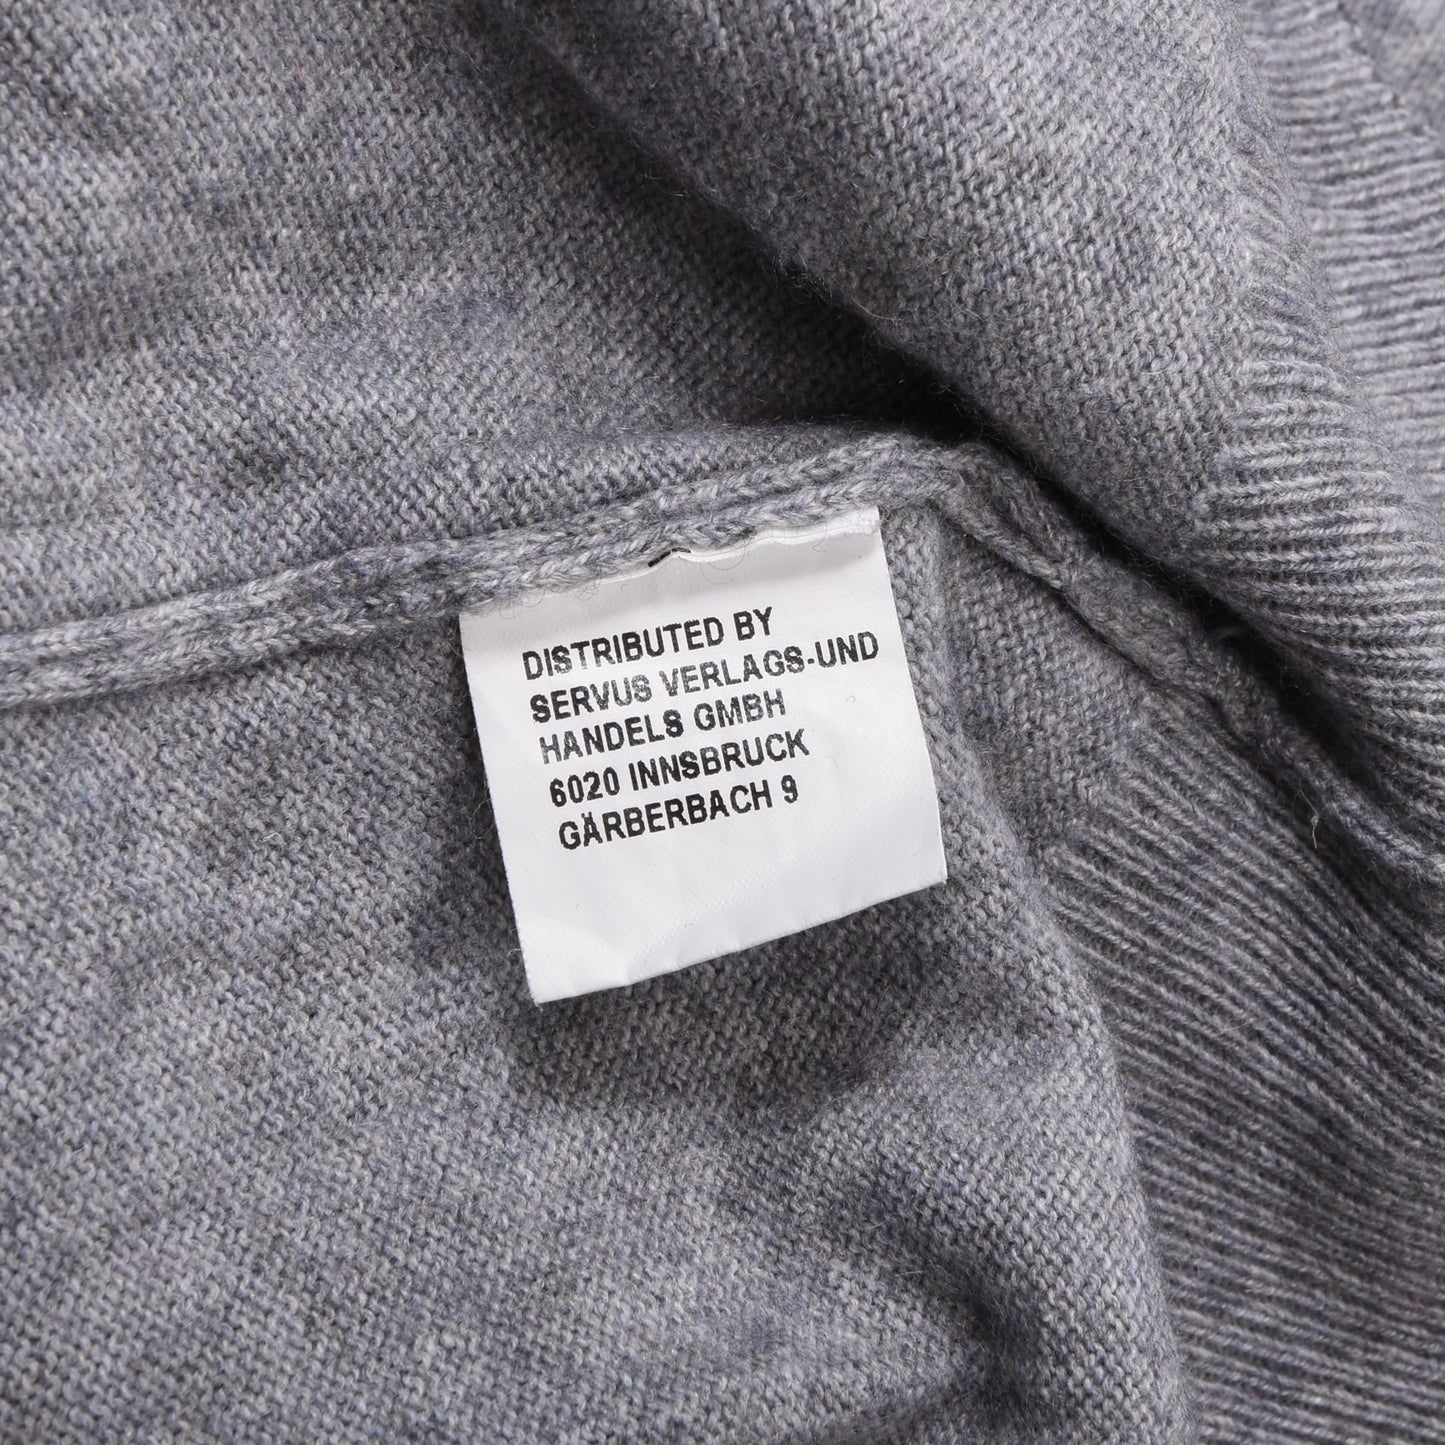 DISTRIBUTED BY
SERVUS VERLAGS-UND
HANDELS GMBH
6020 INNSBRUCK
GÄRBERBACH 9